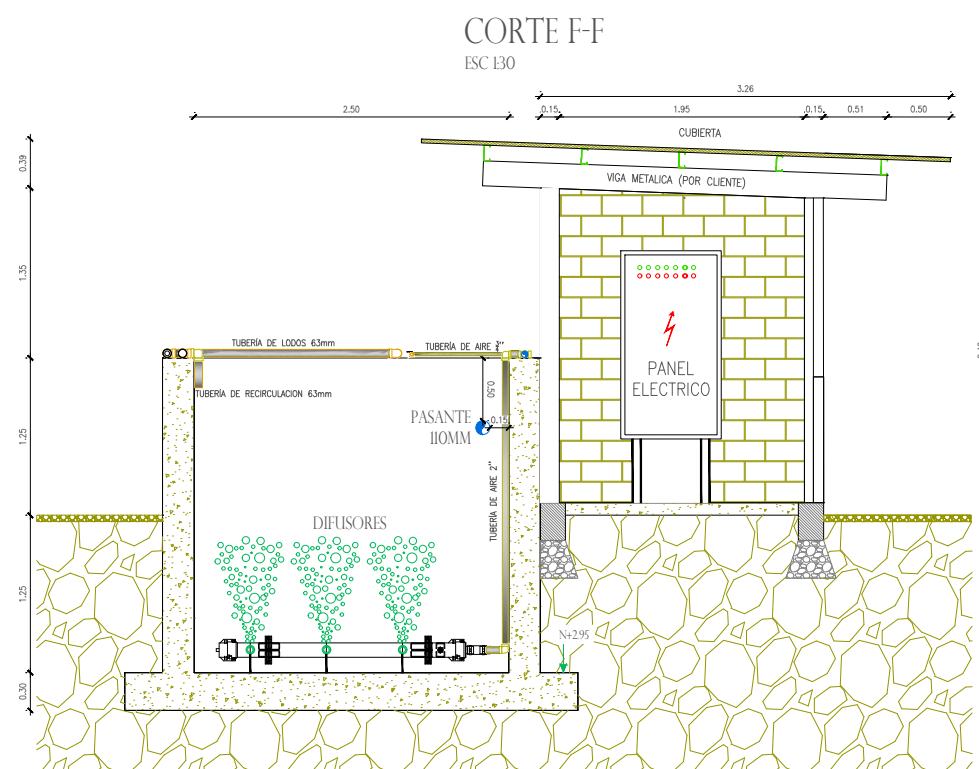 CORTE F-F
ESC 1:30
3.26
2.50
0.15
1.95
0.15
0.51
0.50
CUBIERTA
0.39
VIGA METALICA (POR CLIENTE)
1.35
TUBERÍA DE LODOS 63mm
TUBERÍA DE AIRE ¾"
PANEL
ELECTRICO
TUBERÍA DE RECIRCULACION 63mm
0.50
PASANTE
110MM
0.15
1.25
TUBERÍA DE AIRE 2"
DIFUSORES
1.25
N+2.95
0.30